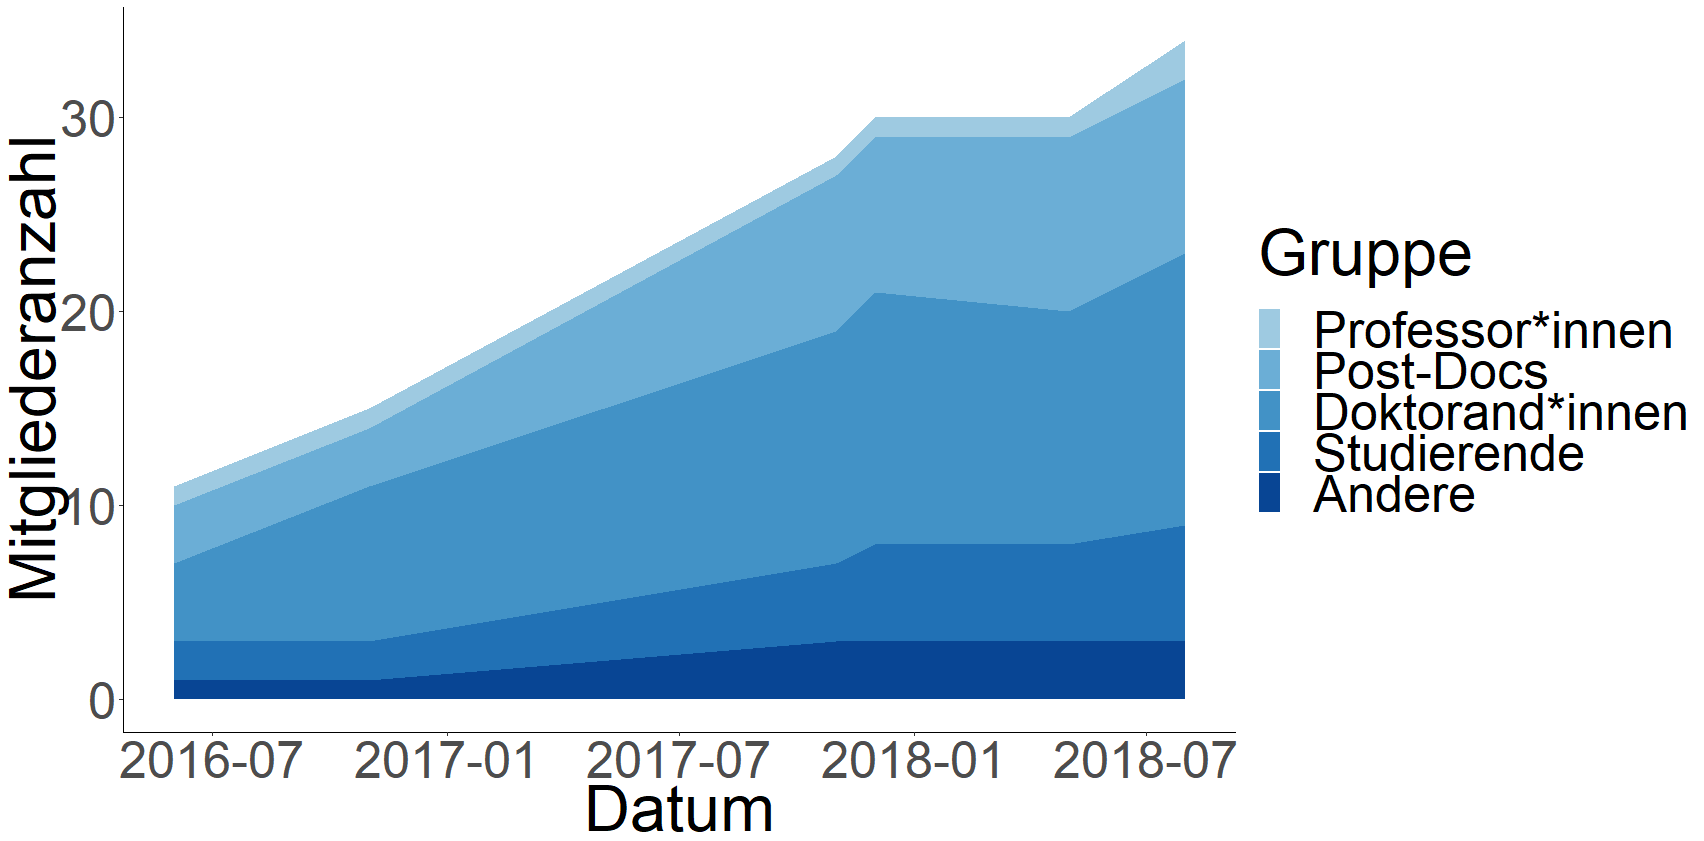 Mitgliederanzahl
30
20
10
0
2016-07 2017-01 2017-07 2018-01 2018-07
Datum
Gruppe
Professor*innen
Post-Docs
Doktorand*innen
Studierende
Andere